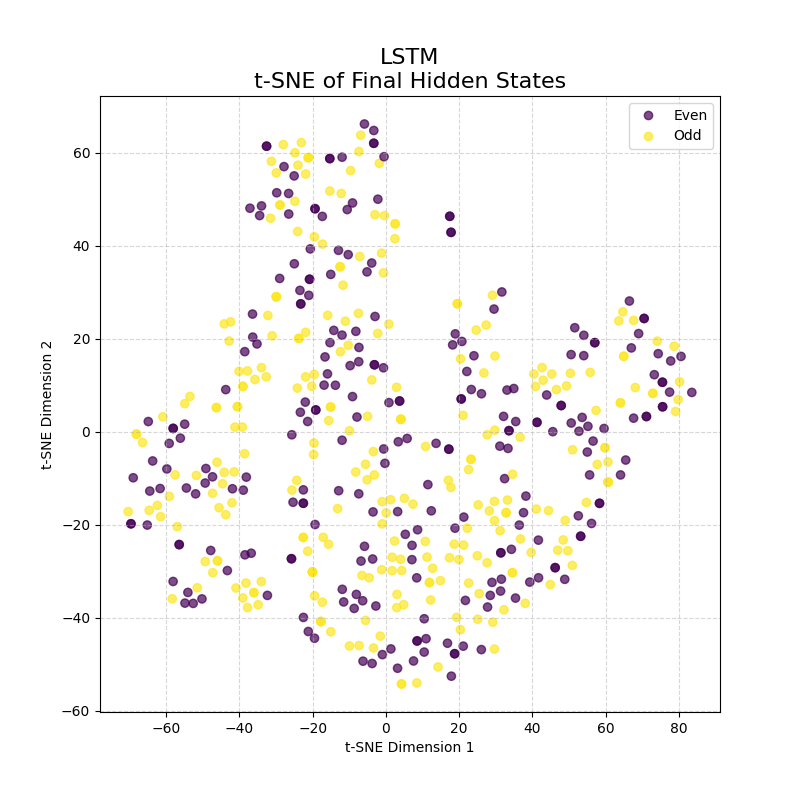 LSTM
t-SNE of Final Hidden States
Even
Odd
60
40
20
0
−20
−40
−60
t-SNE Dimension 2
−60 −40 −20 0 20 40 60 80
t-SNE Dimension 1